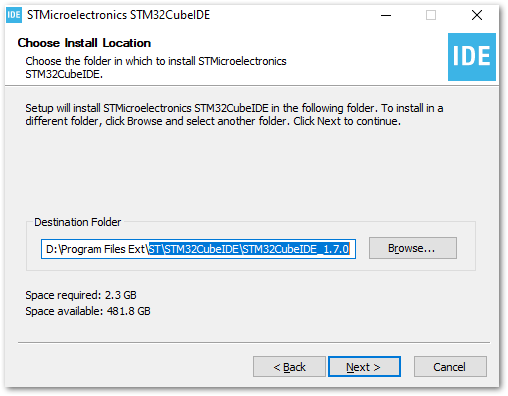 IDE STMicroelectronics STM32CubeIDE
Choose Install Location
Choose the folder in which to install STMicroelectronics
STM32CubeIDE.
IDE
Setup will install STMicroelectronics STM32CubeIDE in the following folder. To install in a
different folder, click Browse and select another folder. Click Next to continue.
Destination Folder
D:\Program Files Ext\ST\STM32CubeIDE\STM32CubeIDE_1.7.0
Browse...
Space required: 2.3 GB
Space available: 481.8 GB
< Back Next > Cancel